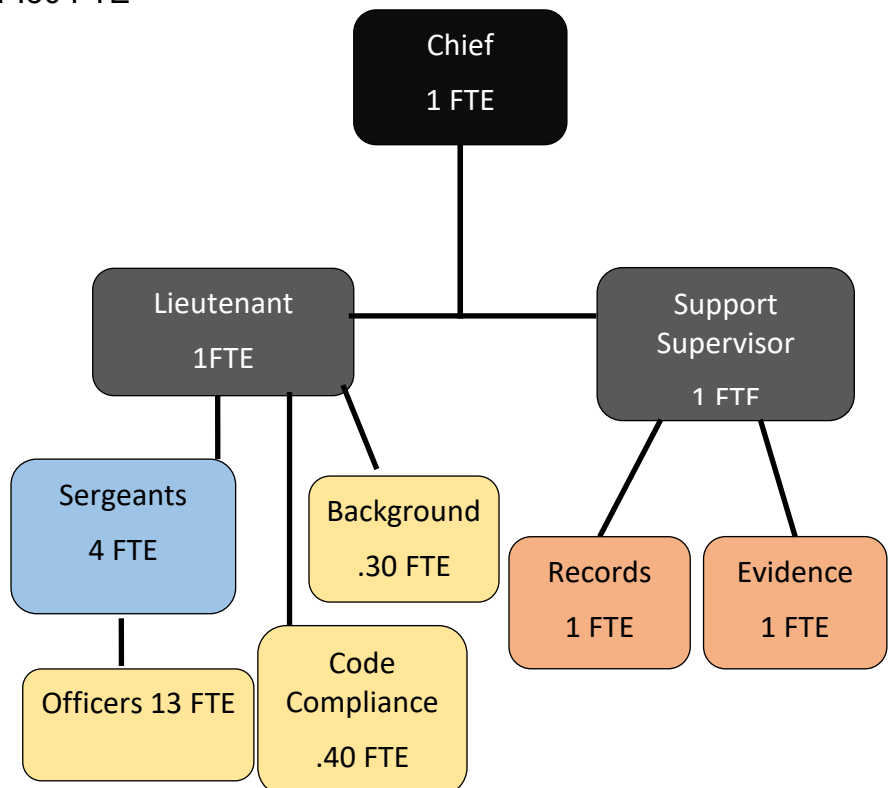 FTE
Chief
1 FTE
Lieutenant
1FTE
Support
Supervisor
1 FTE
Sergeants
4 FTE
Background
.30 FTE
Records
1 FTE
Evidence
1 FTE
Officers 13 FTE
Code
Compliance
.40 FTE